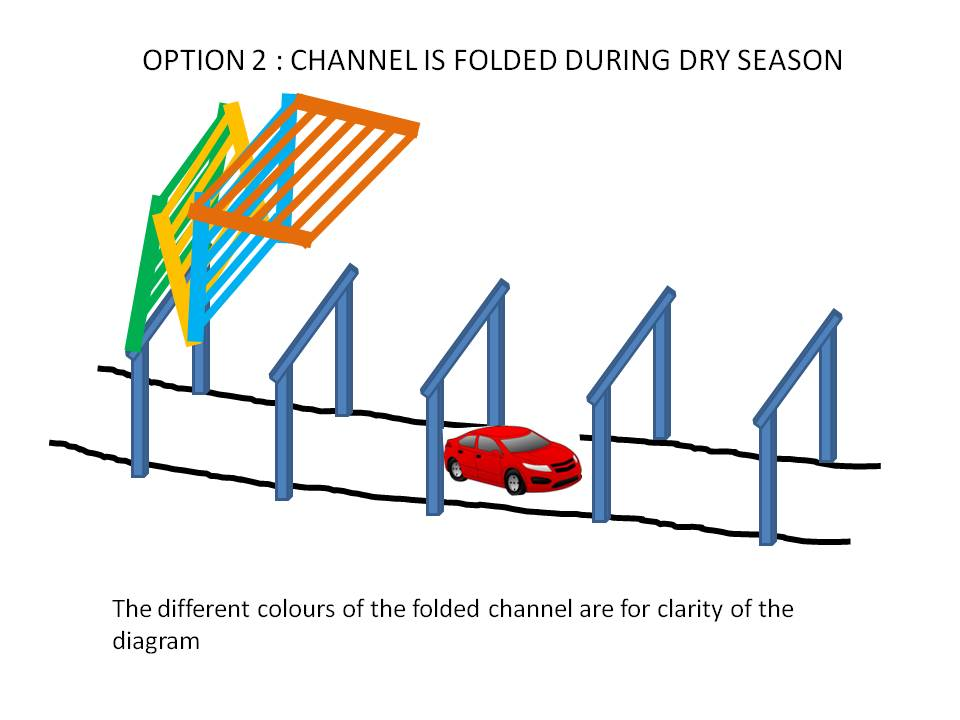 OPTION 2 : CHANNEL IS FOLDED DURING DRY SEASON
The different colours of the folded channel are for clarity of the
diagram